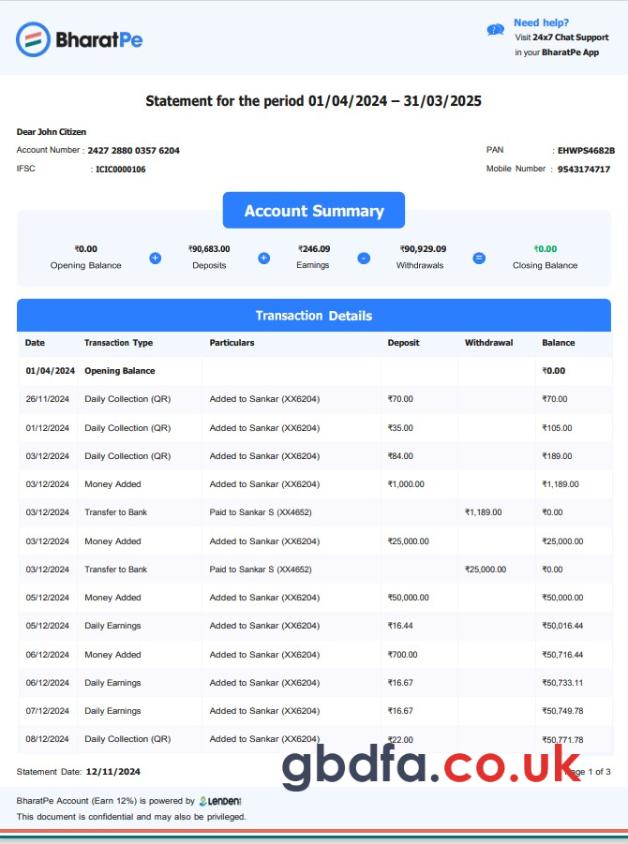 BharatPe
Need help?
Visit 24x7 Chat Support
in your BharatPe App
Statement for the period 01/04/2024 – 31/03/2025
Dear John Citizen
Account Number : 2427 2880 0357 6204 PAN : EHWPS4682B
IFSC : ICIC0000106 Mobile Number : 9543174717
Account Summary
₹0.00 ₹90,683.00 ₹246.09 ₹90,929.09 ₹0.00
Opening Balance + Deposits + Earnings - Withdrawals = Closing Balance
Transaction Details
Date Transaction Type Particulars Deposit Withdrawal Balance
01/04/2024 Opening Balance ₹0.00
26/11/2024 Daily Collection (QR) Added to Sankar (XX6204) ₹70.00 ₹70.00
01/12/2024 Daily Collection (QR) Added to Sankar (XX6204) ₹35.00 ₹105.00
03/12/2024 Daily Collection (QR) Added to Sankar (XX6204) ₹84.00 ₹189.00
03/12/2024 Money Added Added to Sankar (XX6204) ₹1,000.00 ₹1,189.00
03/12/2024 Transfer to Bank Paid to Sankar S (XX4652) ₹1,189.00 ₹0.00
03/12/2024 Money Added Added to Sankar (XX6204) ₹25,000.00 ₹25,000.00
03/12/2024 Transfer to Bank Paid to Sankar S (XX4652) ₹25,000.00 ₹0.00
05/12/2024 Money Added Added to Sankar (XX6204) ₹50,000.00 ₹50,000.00
05/12/2024 Daily Earnings Added to Sankar (XX6204) ₹16.44 ₹50,016.44
06/12/2024 Money Added Added to Sankar (XX6204) ₹700.00 ₹50,716.44
06/12/2024 Daily Earnings Added to Sankar (XX6204) ₹16.67 ₹50,733.11
07/12/2024 Daily Earnings Added to Sankar (XX6204) ₹16.67 ₹50,749.78
08/12/2024 Daily Collection (QR) Added to Sankar (XX6204) ₹22.00 ₹50,771.78
gbdfa.co.uk
Statement Date: 12/11/2024 1 of 3
BharatPe Account (Earn 12%) is powered by LENDEN
This document is confidential and may also be privileged.